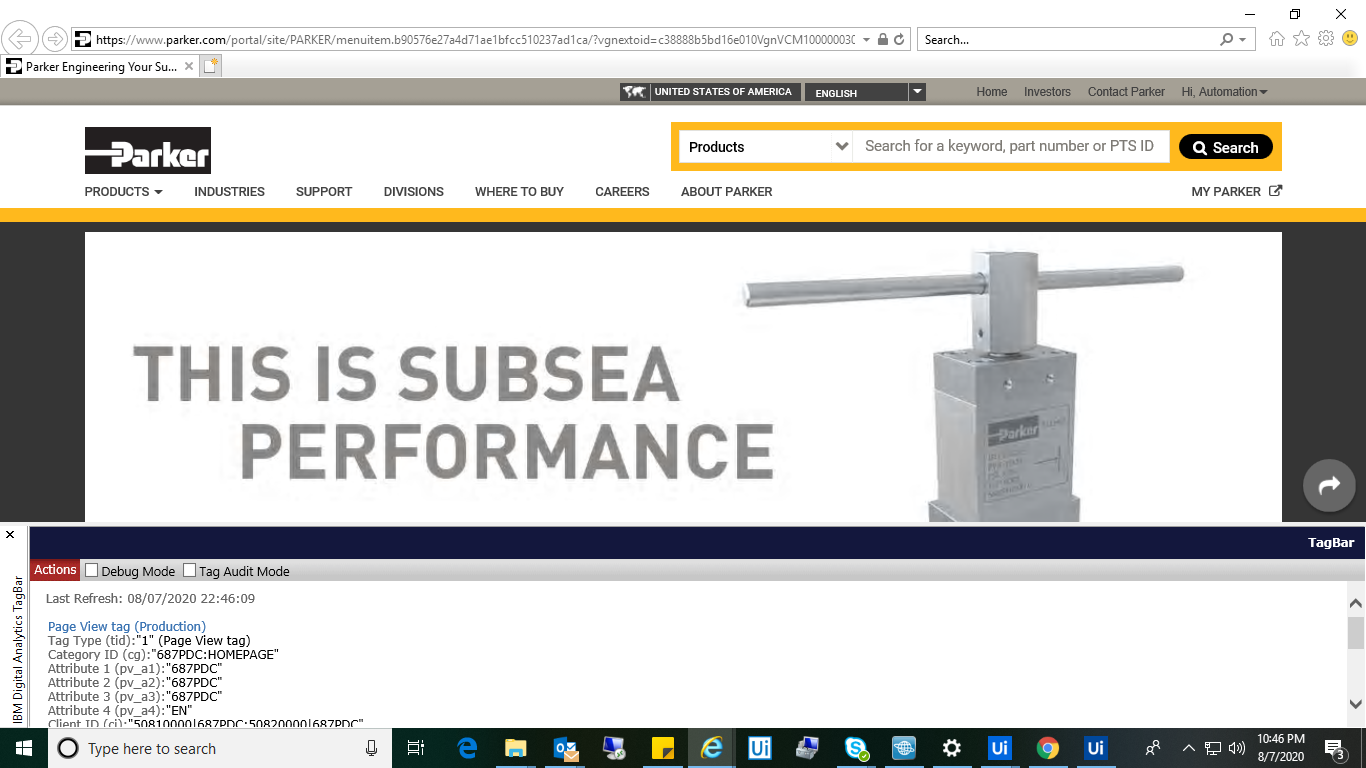 https://www.parker.com/portal/site/PARKER/menuitem.b90576e27a4d71ae1bfcc510237ad1ca/?vgnextoid=c38888b5bd16e010VgnVCM10000003
Search...
Parker Engineering Your Su...
UNITED STATES OF AMERICA
ENGLISH
Home
Investors
Contact Parker
Hi, Automation
Parker
Products
Search for a keyword, part number or PTS ID
Search
PRODUCTS
INDUSTRIES
SUPPORT
DIVISIONS
WHERE TO BUY
CAREERS
ABOUT PARKER
MY PARKER
THIS IS SUBSEA
PERFORMANCE
Parker
TagBar
IBM Digital Analytics TagBar
Actions
Debug Mode
Tag Audit Mode
Last Refresh: 08/07/2020 22:46:09
Page View tag (Production)
Tag Type (tid):"1" (Page View tag)
Category ID (cg):"687PDC:HOMEPAGE"
Attribute 1 (pv_a1):"687PDC"
Attribute 2 (pv_a2):"687PDC"
Attribute 3 (pv_a3):"687PDC"
Attribute 4 (pv_a4):"EN"
Client ID (ci):"50810000|687PDC;50820000|687PDC"
Type here to search
Ui
Ui
Ui
10:46 PM
8/7/2020
3